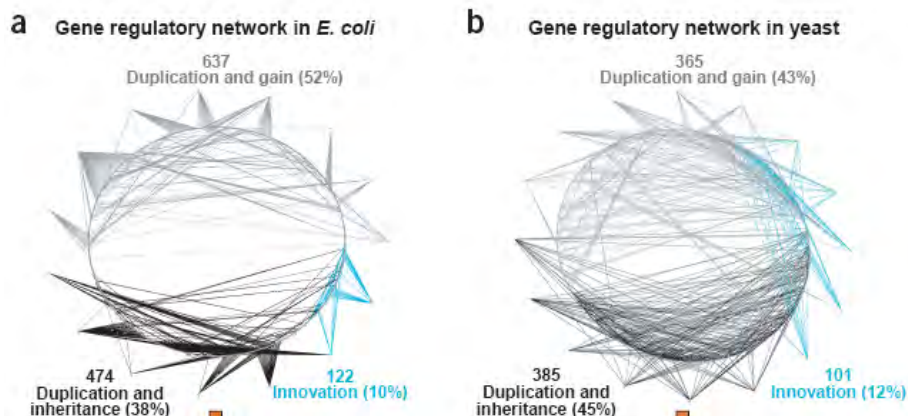 a Gene regulatory network in E. coli
637
Duplication and gain (52%)
474
Duplication and
inheritance (38%)
122
Innovation (10%)
b Gene regulatory network in yeast
365
Duplication and gain (43%)
385
Duplication and
inheritance (45%)
101
Innovation (12%)